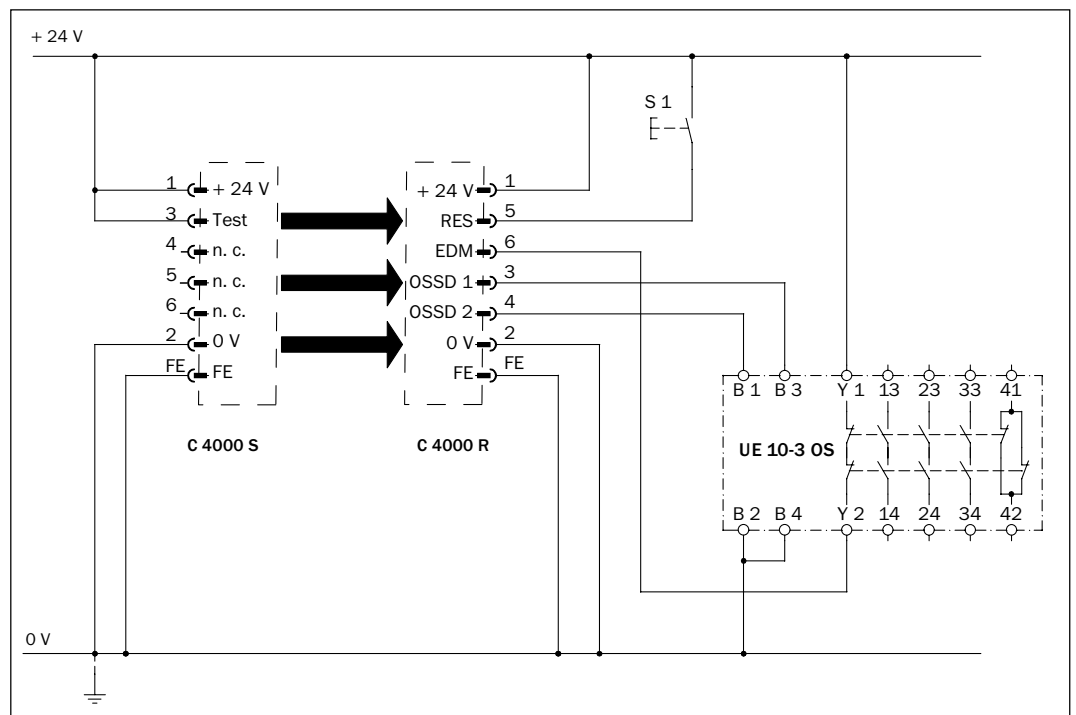 + 24 V
S 1
1 + 24 V
3 Test
4 n. c.
5 n. c.
6 n. c.
2 0 V
FE FE
C 4000 S
+ 24 V 1
RES 5
EDM 6
OSSD 1 3
OSSD 2 4
0 V 2
FE FE
C 4000 R
B 1 B 3 Y 1 13 23 33 41
UE 10-3 OS
B 2 B 4 Y 2 14 24 34 42
0 V